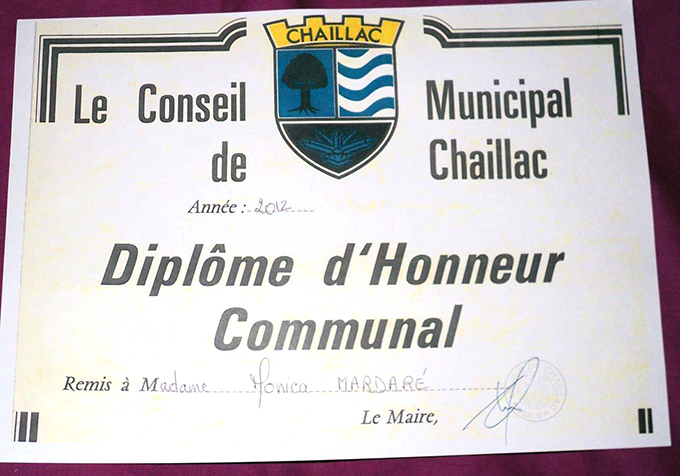 CHAILLAC
Le Conseil Municipal
de Chaillac
Année : 2012
Diplôme d'Honneur
Communal
Remis à Madame Monica MARDARÉ
Le Maire,